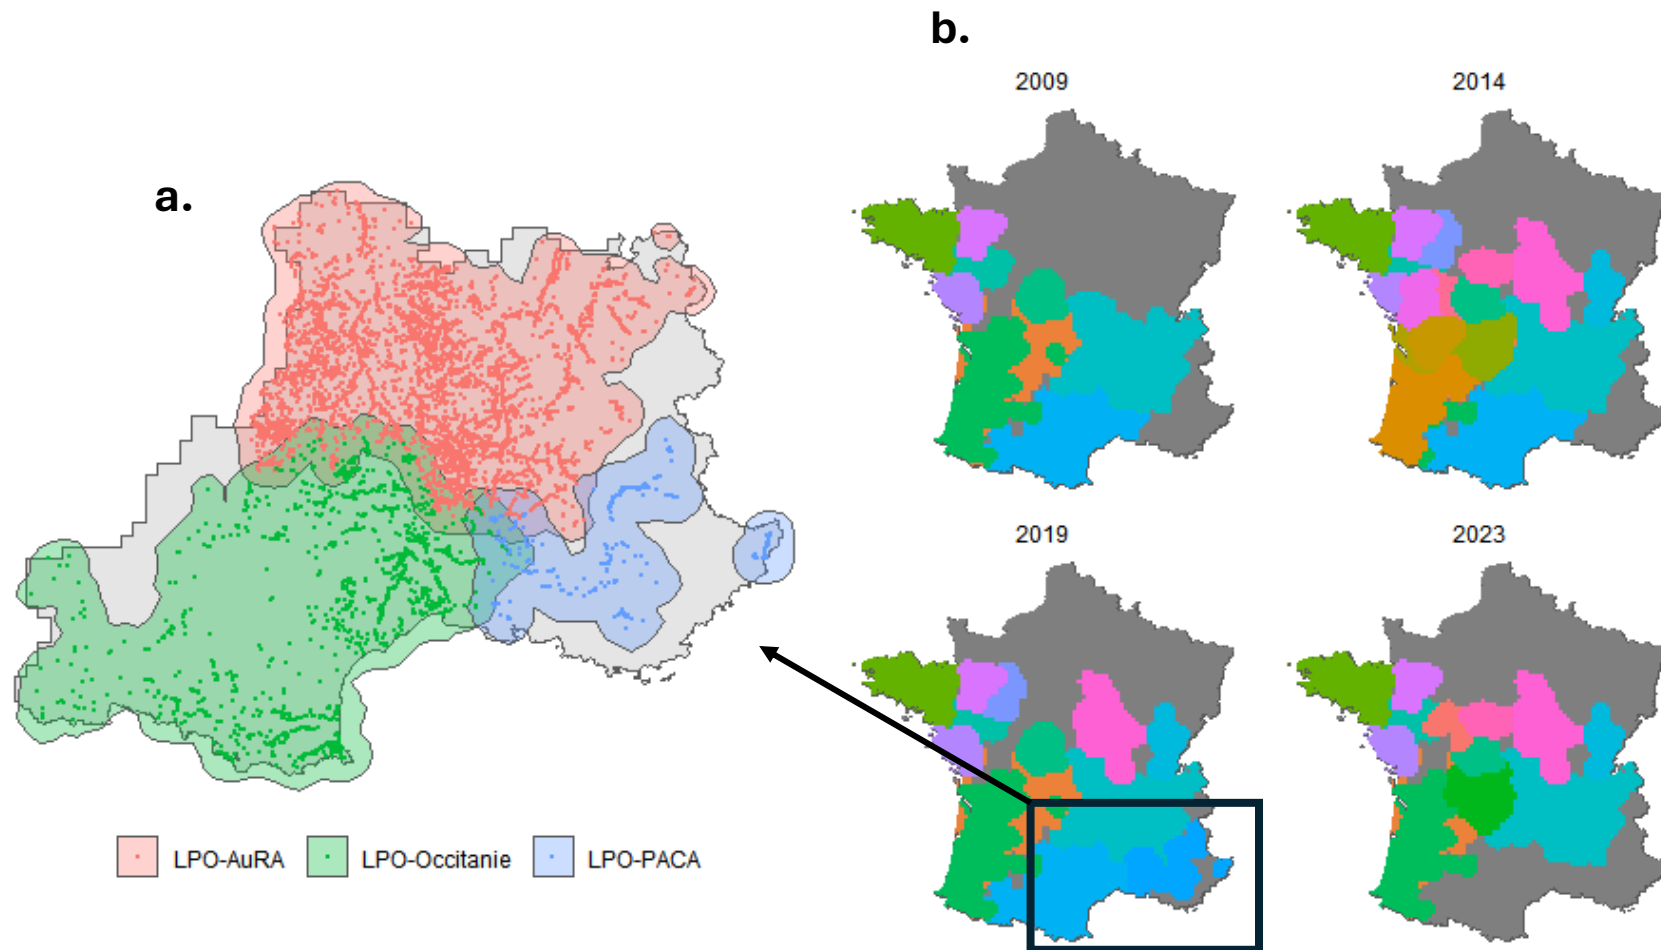 a.
LPO-AuRA
LPO-Occitanie
LPO-PACA
b.
2009
2014
2019
2023